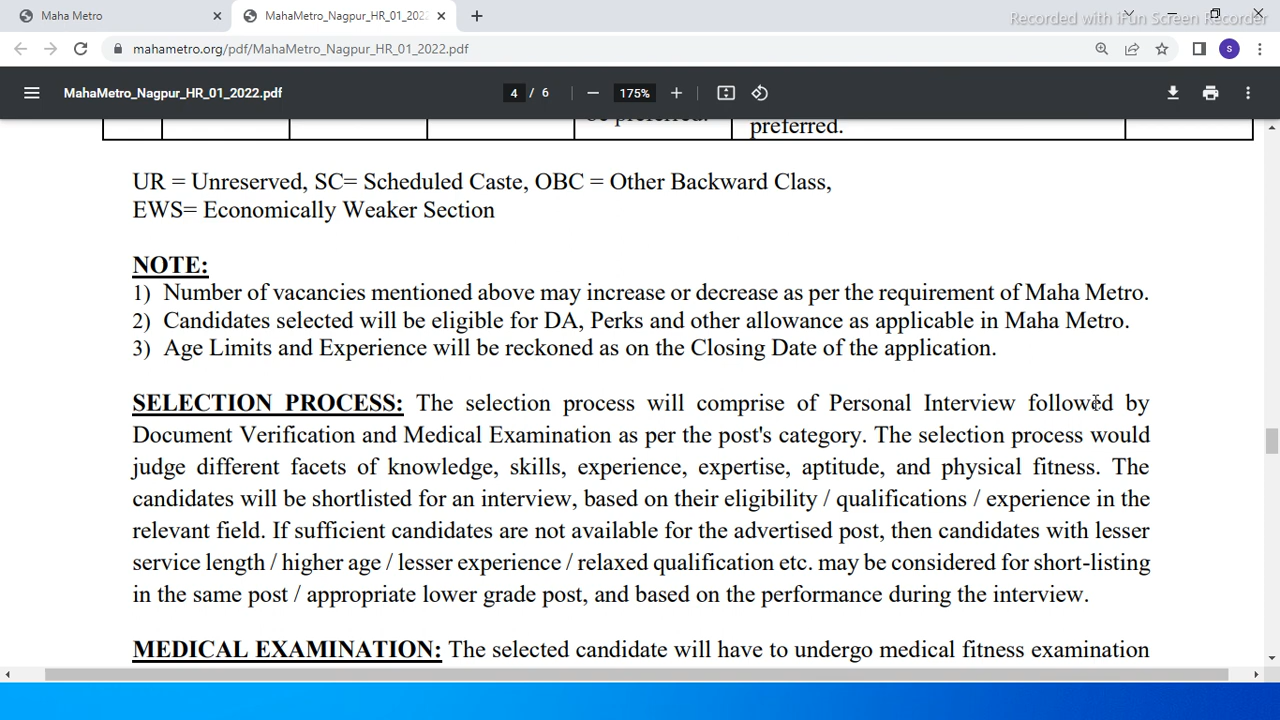 Maha Metro
MahaMetro_Nagpur_HR_01_202
Recorded with iFun Screen Recorder
mahametro.org/pdf/MahaMetro_Nagpur_HR_01_2022.pdf
S
MahaMetro_Nagpur_HR_01_2022.pdf
4 / 6
175%
be preferred.
preferred.
UR = Unreserved, SC= Scheduled Caste, OBC = Other Backward Class,
EWS= Economically Weaker Section
NOTE:
1) Number of vacancies mentioned above may increase or decrease as per the requirement of Maha Metro.
2) Candidates selected will be eligible for DA, Perks and other allowance as applicable in Maha Metro.
3) Age Limits and Experience will be reckoned as on the Closing Date of the application.
SELECTION PROCESS: The selection process will comprise of Personal Interview followed by
Document Verification and Medical Examination as per the post's category. The selection process would
judge different facets of knowledge, skills, experience, expertise, aptitude, and physical fitness. The
candidates will be shortlisted for an interview, based on their eligibility / qualifications / experience in the
relevant field. If sufficient candidates are not available for the advertised post, then candidates with lesser
service length / higher age / lesser experience / relaxed qualification etc. may be considered for short-listing
in the same post / appropriate lower grade post, and based on the performance during the interview.
MEDICAL EXAMINATION: The selected candidate will have to undergo medical fitness examination